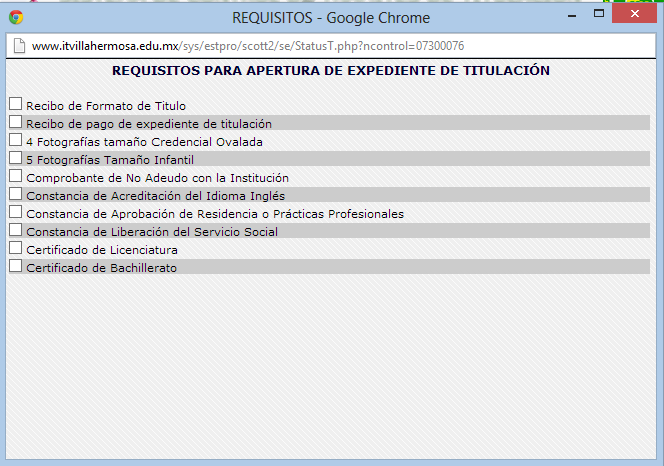 REQUISITOS - Google Chrome
www.itvillahermosa.edu.mx/sys/estpro/scott2/se/StatusT.php?ncontrol=07300076
REQUISITOS PARA APERTURA DE EXPEDIENTE DE TITULACIÓN
Recibo de Formato de Titulo
Recibo de pago de expediente de titulación
4 Fotografías tamaño Credencial Ovalada
5 Fotografías Tamaño Infantil
Comprobante de No Adeudo con la Institución
Constancia de Acreditación del Idioma Inglés
Constancia de Aprobación de Residencia o Prácticas Profesionales
Constancia de Liberación del Servicio Social
Certificado de Licenciatura
Certificado de Bachillerato